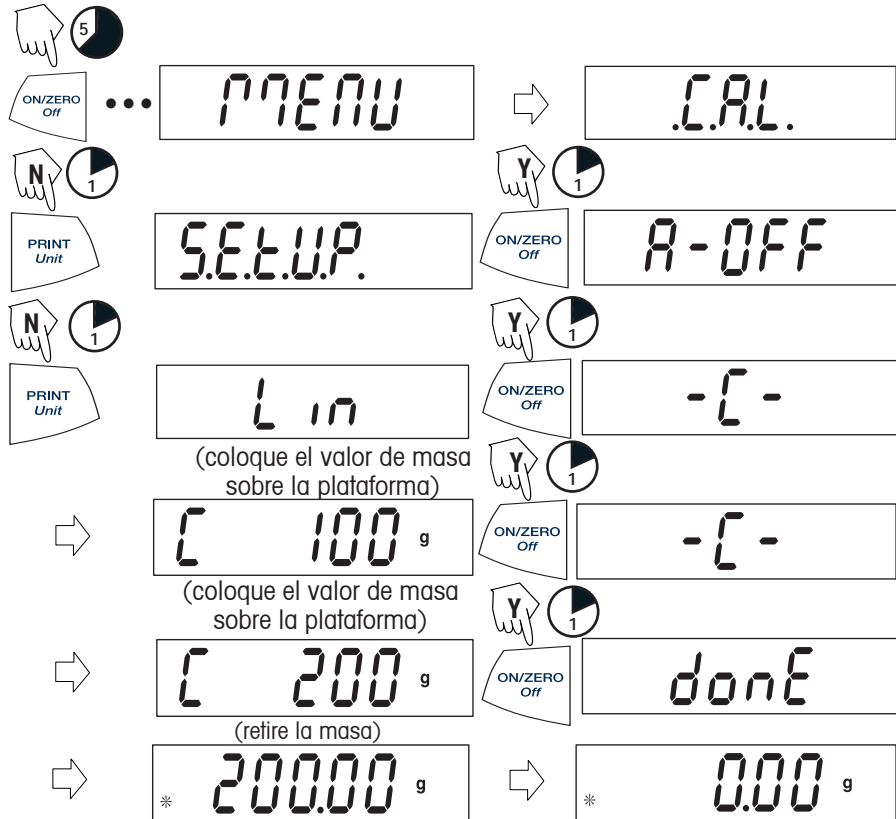 5
ON/ZERO
Off
MENU
.C.A.L.
N
1
Y
1
PRINT
Unit
S.E.t.U.P.
ON/ZERO
Off
A-OFF
N
1
Y
1
PRINT
Unit
Lin
ON/ZERO
Off
-C-
(coloque el valor de masa
sobre la plataforma)
Y
1
C 100 g
ON/ZERO
Off
-C-
(coloque el valor de masa
sobre la plataforma)
Y
1
C 200 g
ON/ZERO
Off
donE
(retire la masa)
* 200.00 g
* 0.00 g